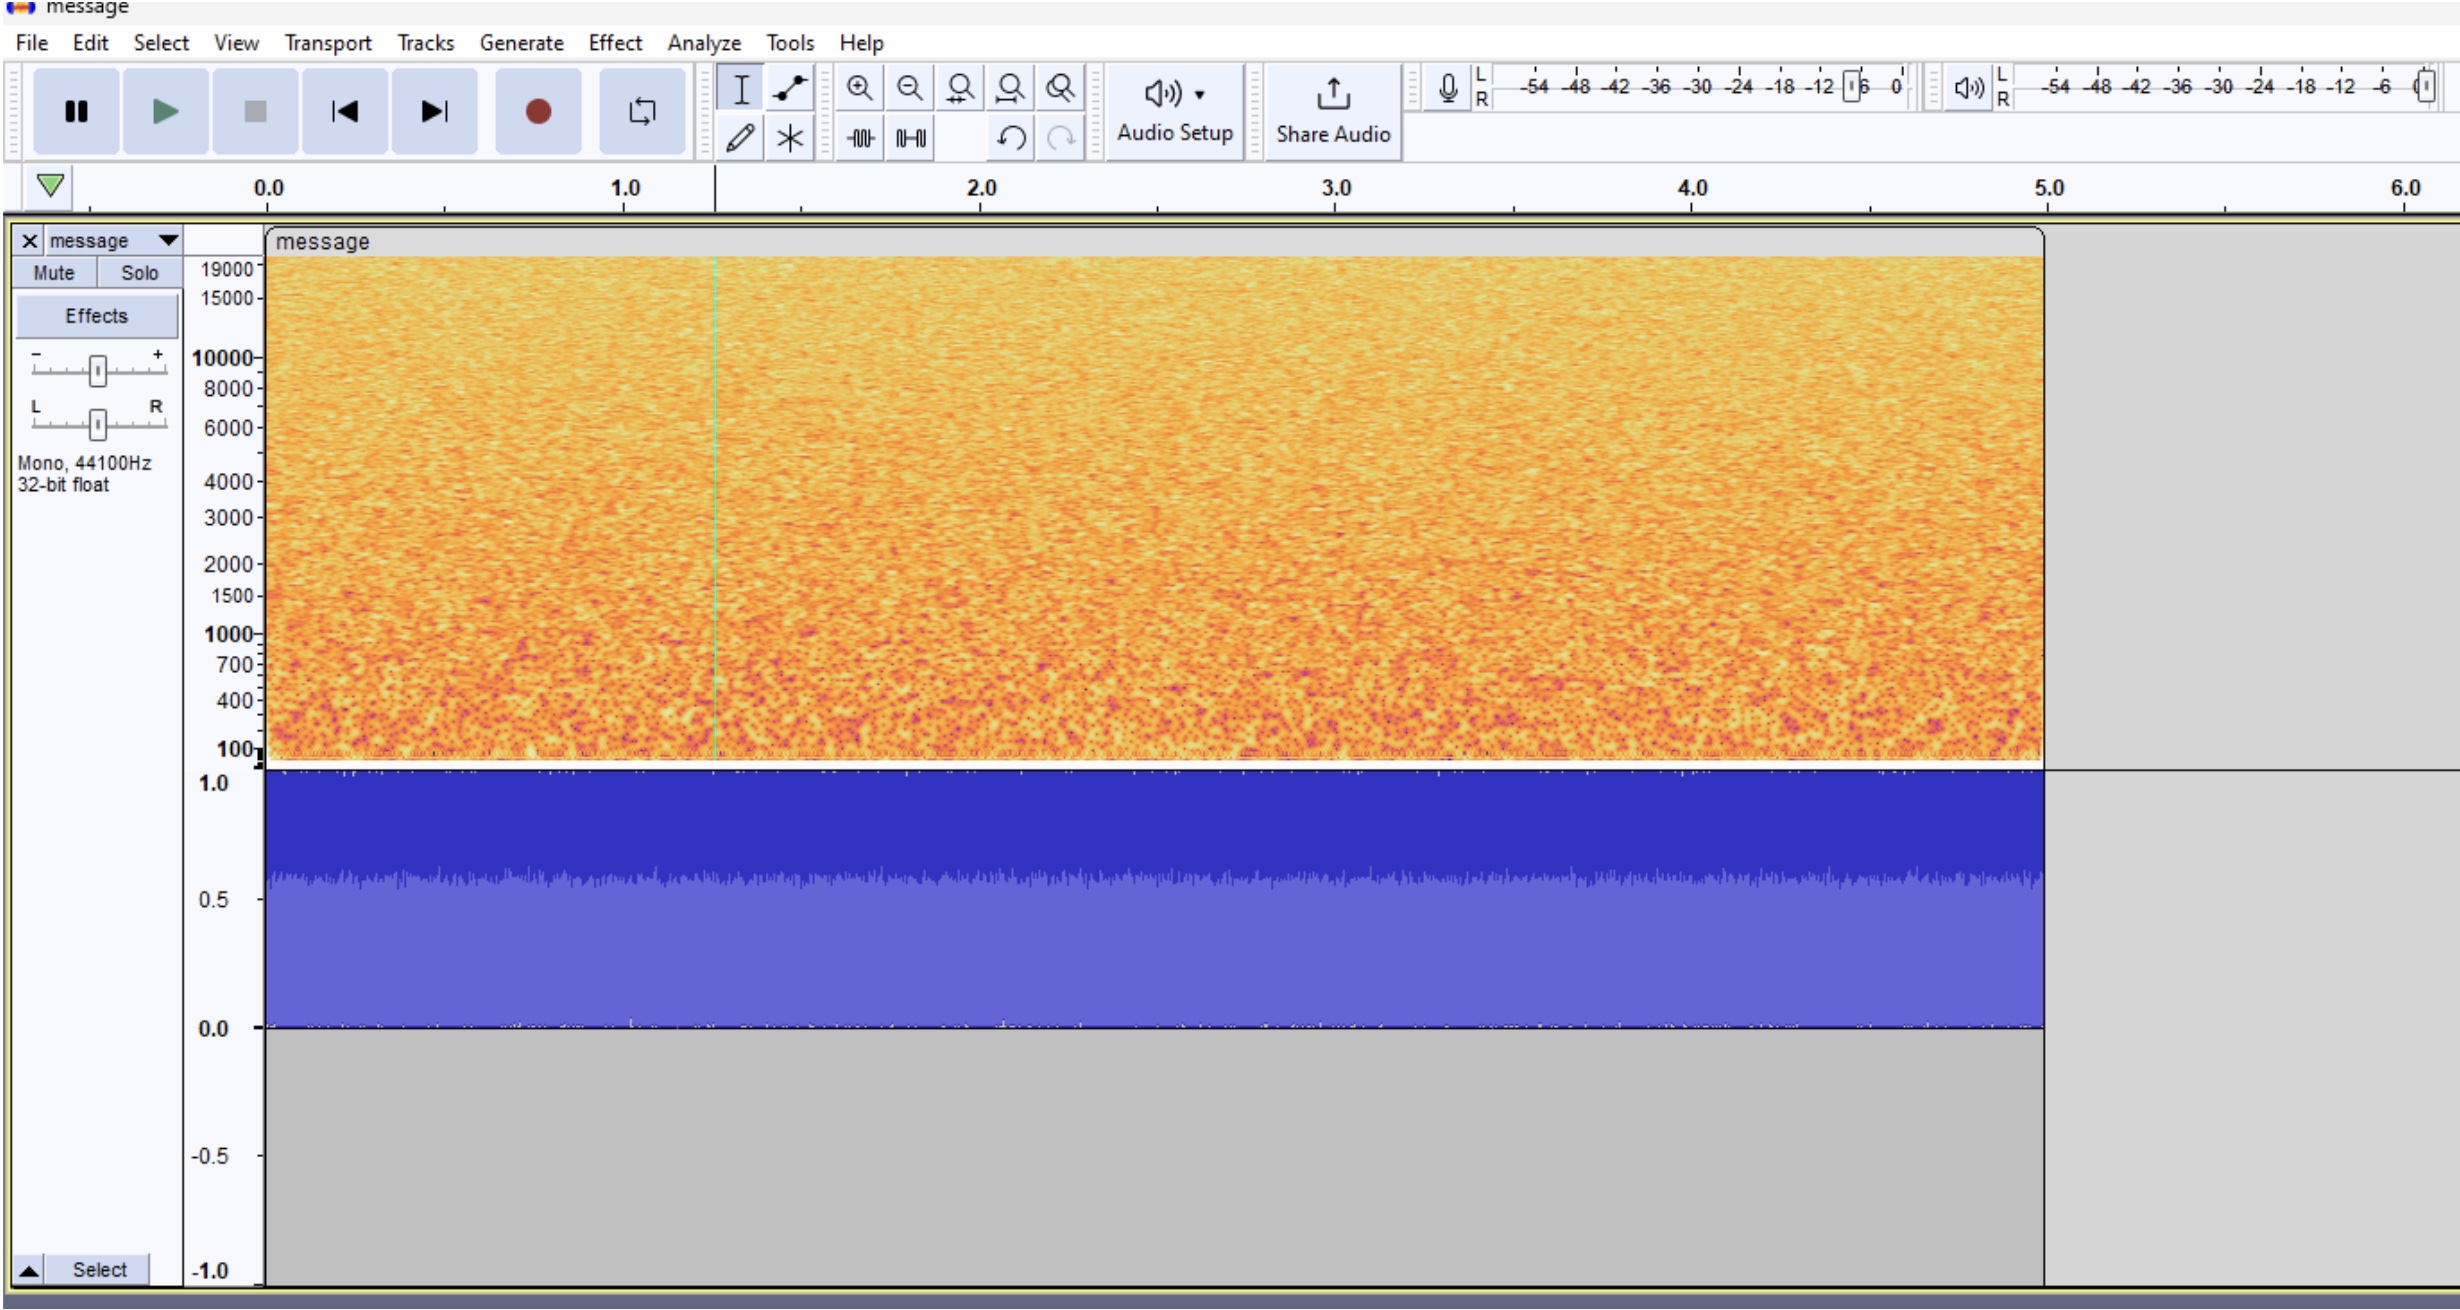 message
File Edit Select View Transport Tracks Generate Effect Analyze Tools Help
L
R
-54 -48 -42 -36 -30 -24 -18 -12 6 0
L
R
-54 -48 -42 -36 -30 -24 -18 -12 -6
Audio Setup
Share Audio
0.0 1.0 2.0 3.0 4.0 5.0 6.0
message
message
Mute Solo
Effects
- +
L R
Mono, 44100Hz
32-bit float
19000
15000
10000
8000
6000
4000
3000
2000
1500
1000
700
400
100
1.0
0.5
0.0
-0.5
-1.0
Select